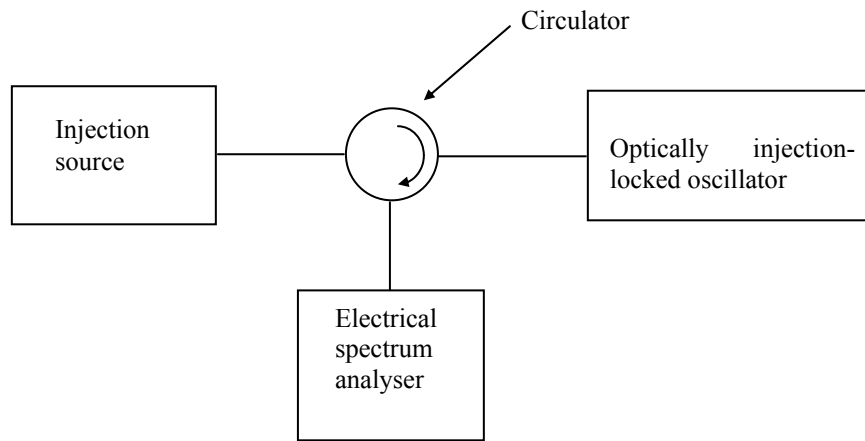 Circulator
Injection
source
Optically injection-
locked oscillator
Electrical
spectrum
analyser